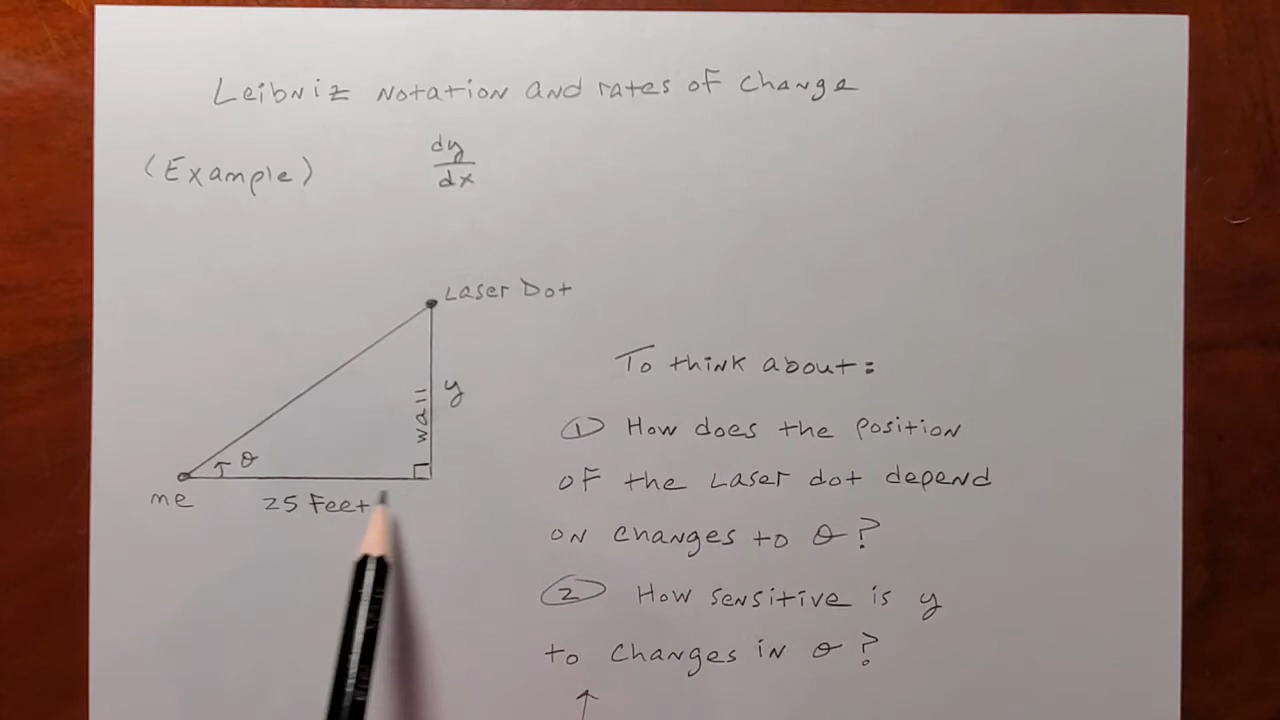 Leibniz Notation and rates of change
(Example)
dy
dx
Laser Dot
wall
y
θ
me
25 Feet
To think about:
① How does the position
of the Laser dot depend
on changes to θ?
② How sensitive is y
to changes in θ?